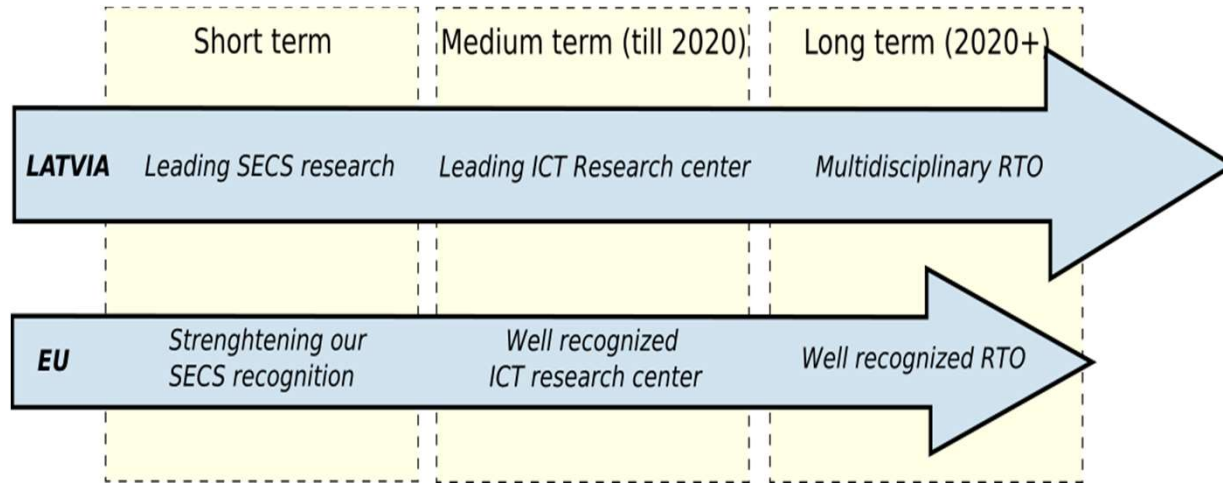 Short term
Medium term (till 2020)
Long term (2020+)
LATVIA
Leading SECS research
Leading ICT Research center
Multidisciplinary RTO
EU
Strenghtening our
SECS recognition
Well recognized
ICT research center
Well recognized RTO